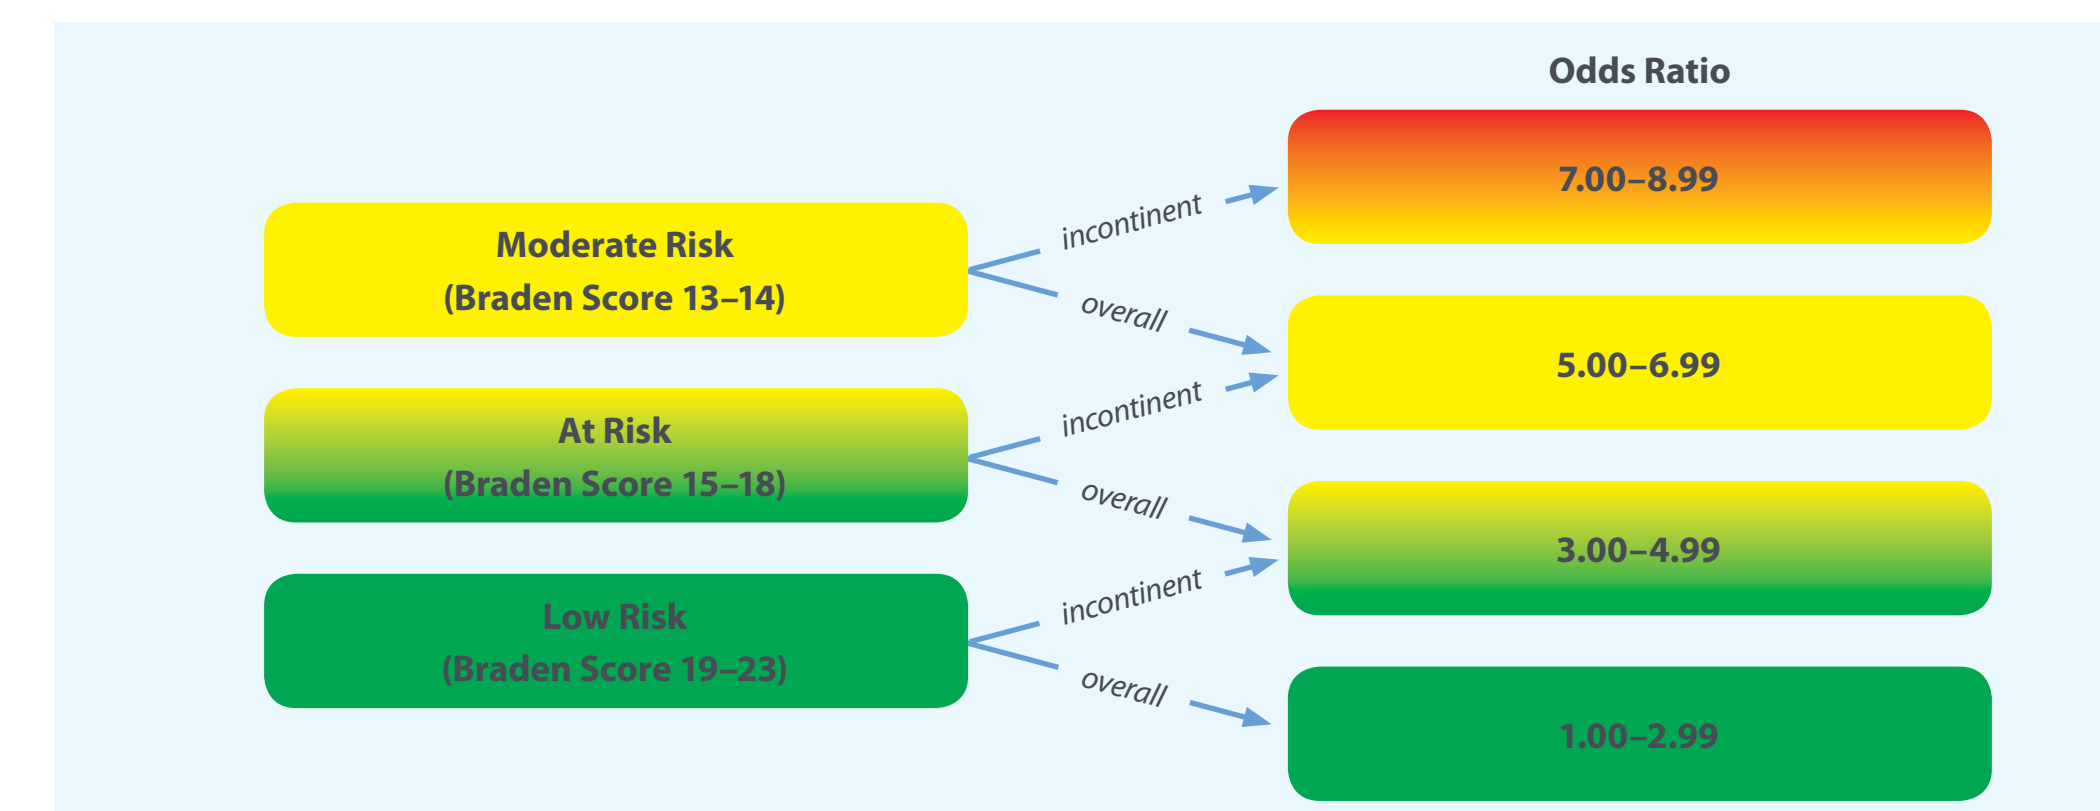 Odds Ratio
7.00–8.99
incontinent
Moderate Risk
(Braden Score 13–14)
overall
5.00–6.99
incontinent
At Risk
(Braden Score 15–18)
overall
3.00–4.99
incontinent
Low Risk
(Braden Score 19–23)
overall
1.00–2.99